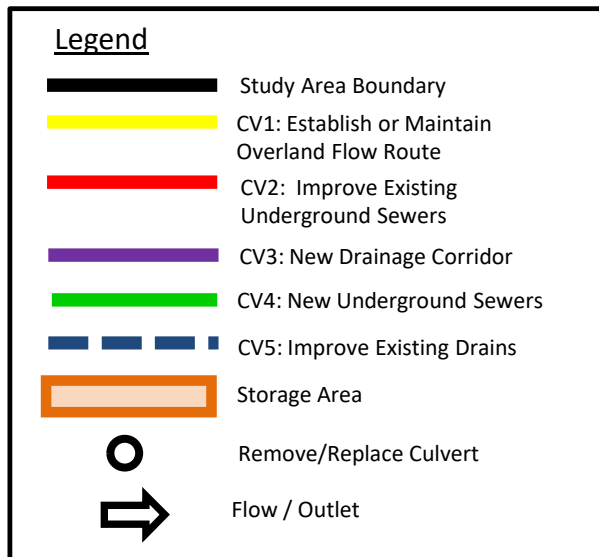 Legend
Study Area Boundary
CV1: Establish or Maintain
Overland Flow Route
CV2:  Improve Existing
Underground Sewers
CV3: New Drainage Corridor
CV4: New Underground Sewers
CV5: Improve Existing Drains
Storage Area
Remove/Replace Culvert
Flow / Outlet